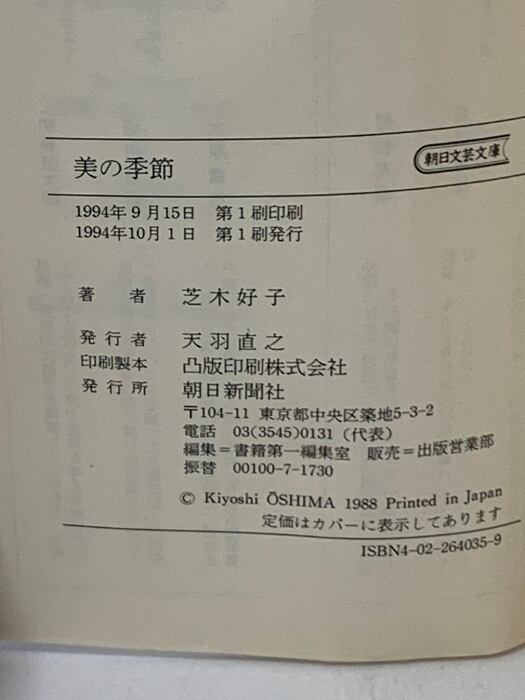 美の季節
朝日文芸文庫
1994年9月15日 第1刷印刷
1994年10月1日 第1刷発行
著者 芝木好子
発行者 天羽直之
印刷製本 凸版印刷株式会社
発行所 朝日新聞社
〒104-11 東京都中央区築地5-3-2
電話 03(3545)0131(代表)
編集=書籍第一編集室 販売=出版営業部
振替 00100-7-1730
© Kiyoshi ŌSHIMA 1988 Printed in Japan
定価はカバーに表示してあります
ISBN4-02-264035-9